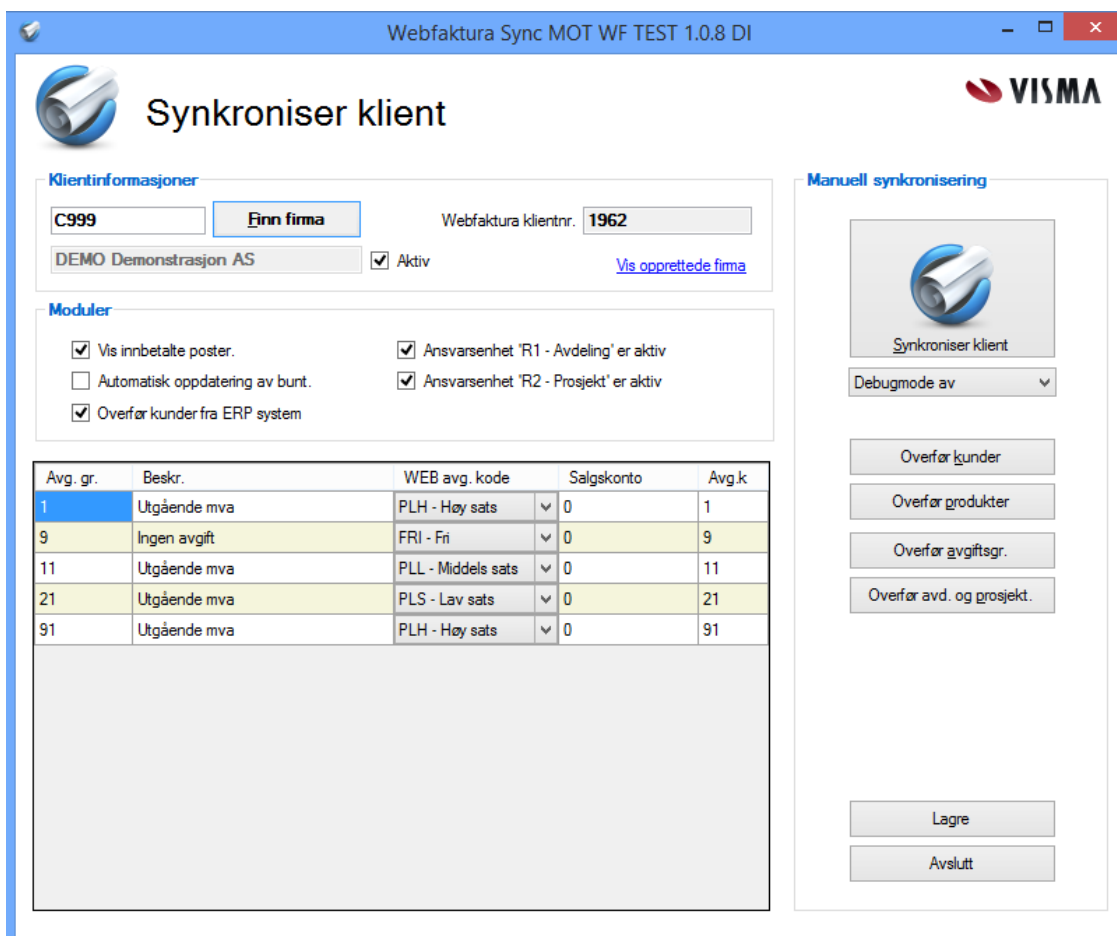 Webfaktura Sync MOT WF TEST 1.0.8 DI
Synkroniser klient
VISMA
Klientinformasjoner
C999
Finn firma
Webfaktura klientnr.
1962
DEMO Demonstrasjon AS
Aktiv
Vis opprettede firma
Moduler
Vis innbetalte poster.
Ansvarsenhet 'R1 - Avdeling' er aktiv
Automatisk oppdatering av bunt.
Ansvarsenhet 'R2 - Prosjekt' er aktiv
Overfør kunder fra ERP system
Avg. gr. Beskr. WEB avg. kode Salgskonto Avg.k
1 Utgående mva PLH - Høy sats 0 1
9 Ingen avgift FRI - Fri 0 9
11 Utgående mva PLL - Middels sats 0 11
21 Utgående mva PLS - Lav sats 0 21
91 Utgående mva PLH - Høy sats 0 91
Manuell synkronisering
Synkroniser klient
Debugmode av
Overfør kunder
Overfør produkter
Overfør avgiftsgr.
Overfør avd. og prosjekt.
Lagre
Avslutt